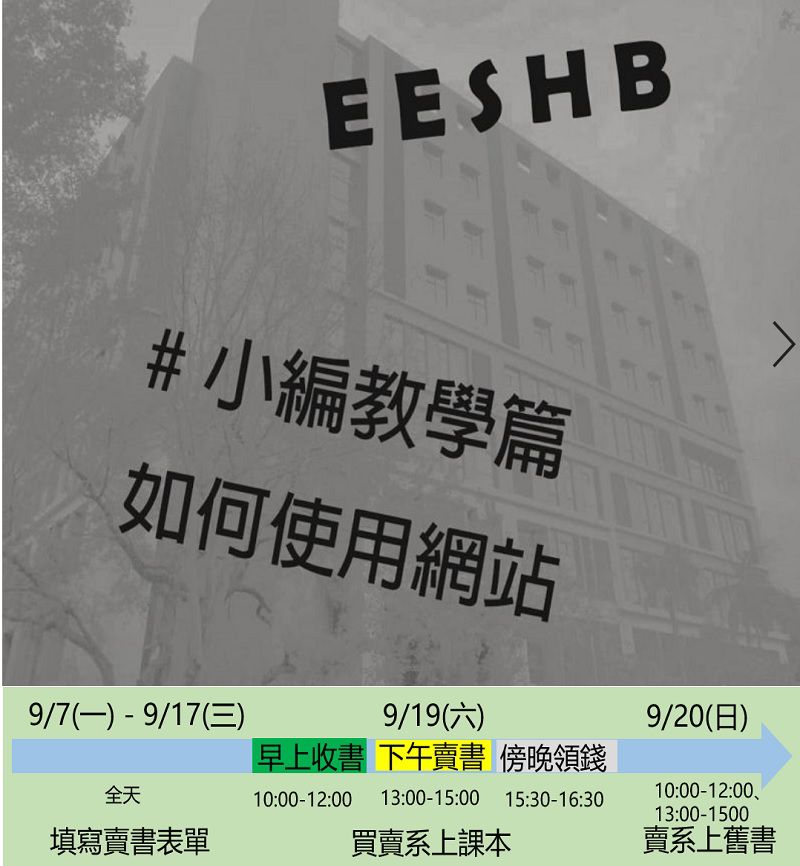 EESHB
# 小編教學篇
如何使用網站
9/7(一) - 9/17(三)
9/19(六)
9/20(日)
早上收書
下午賣書
傍晚領錢
全天
10:00-12:00
13:00-15:00
15:30-16:30
10:00-12:00、
13:00-1500
填寫賣書表單
買賣系上課本
賣系上舊書